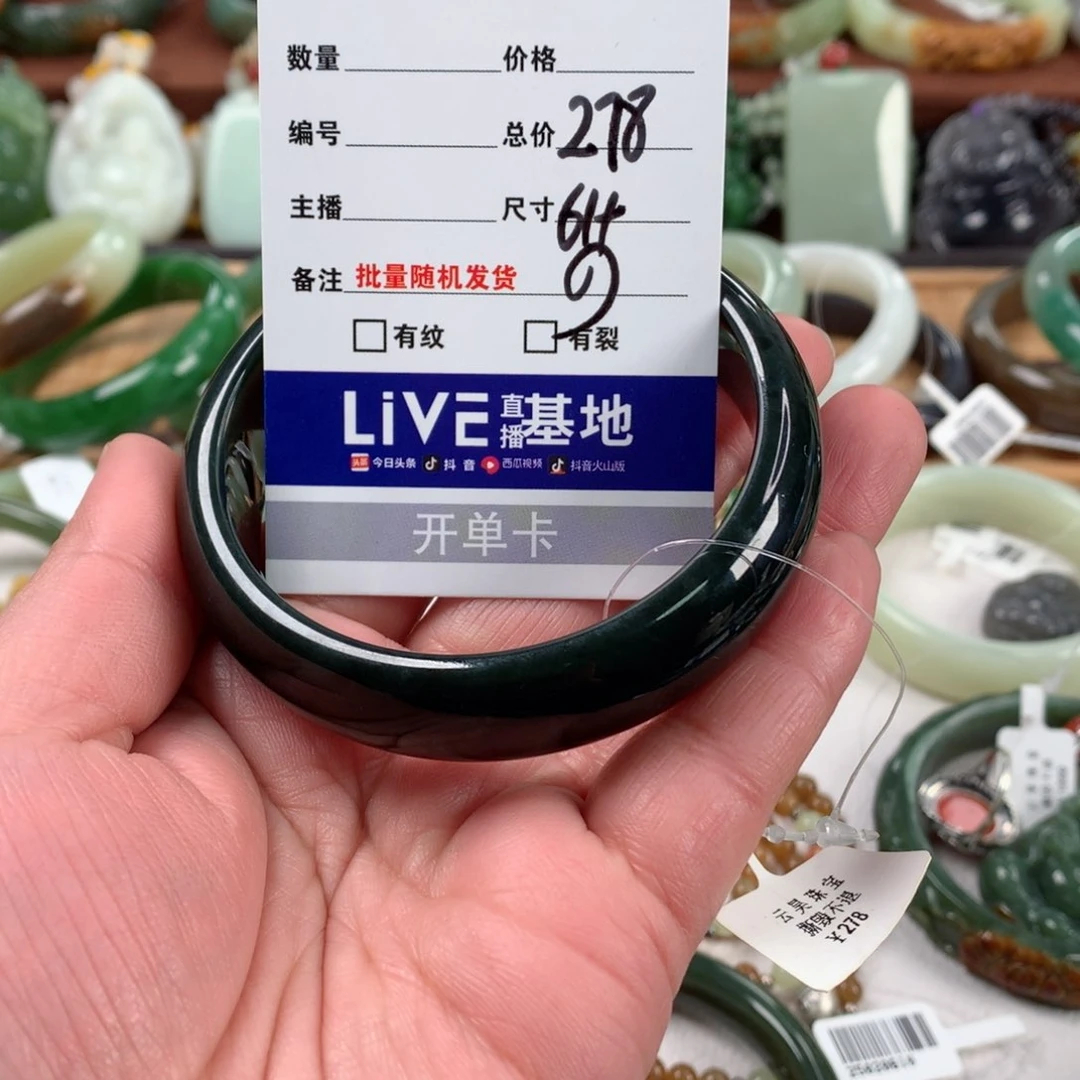 数量 价格
编号 总价 278
主播 尺寸 64
备注 批量随机发货
有纹 有裂
LiVE 直播基地
今日头条 抖音 西瓜视频 抖音火山版
开单卡
云昊珠宝
撕毁不退
¥278